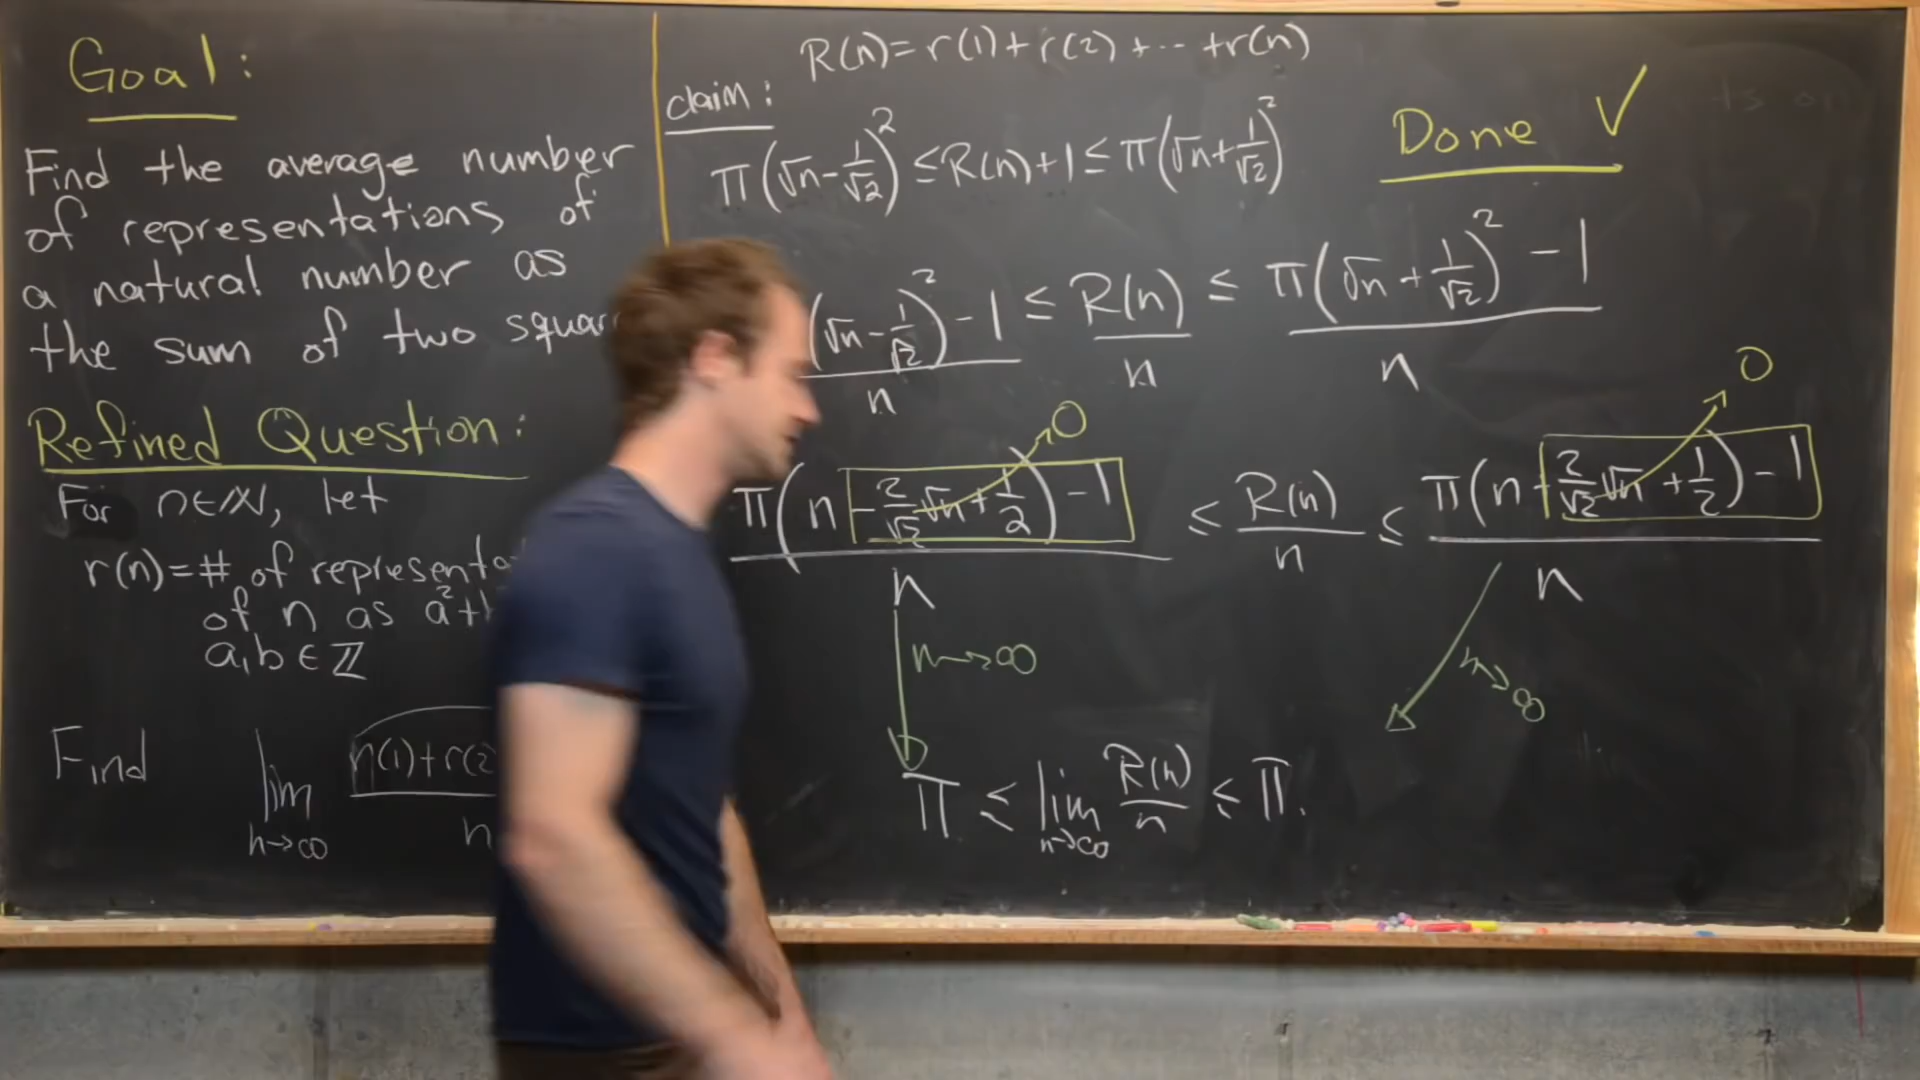 Goal:
Find the average number
of representations of
a natural number as
the sum of two
Refined Question:
For n∈ℕ, let
r(n)=# of
of n as a²+
a,b ∈ ℤ
Find lim n→∞ r(1)+r(2 / n
R(n)=r(1)+r(2)+⋯+r(n)
claim:
π(√n-1/√2)² ≤ R(n)+1 ≤ π(√n+1/√2)²
Done ✓
(√n-1/√2)²-1 / n ≤ R(n)/n ≤ π(√n+1/√2)²-1 / n
0
0
π(n-2/√2√n+1/2)-1 / n ≤ R(n)/n ≤ π(n+2/√2√n+1/2)-1 / n
n→∞
n→∞
π ≤ lim n→∞ R(n)/n ≤ π.